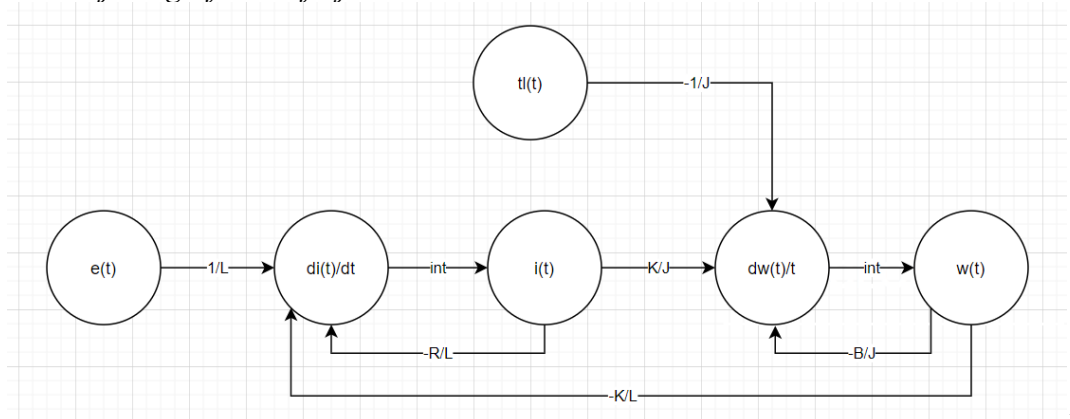 tl(t)
-1/J
e(t)
1/L
di(t)/dt
int
i(t)
K/J
dw(t)/t
int
w(t)
-R/L
-B/J
-K/L